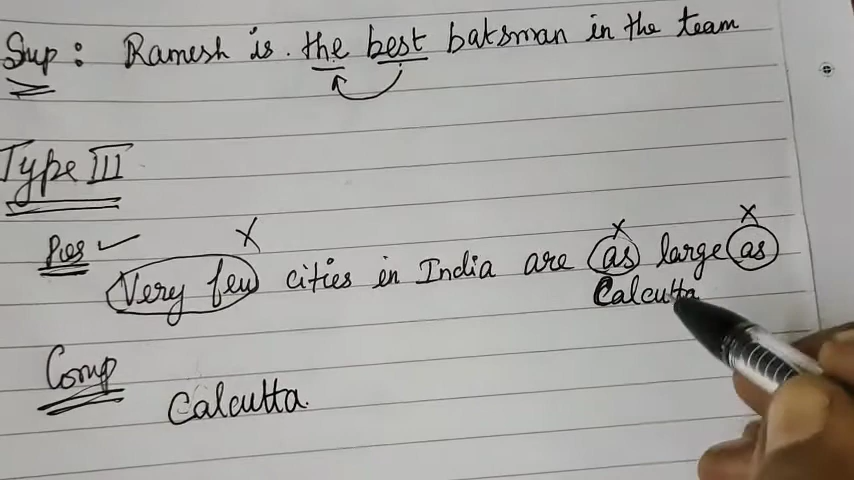 Sup: Ramesh is the best batsman in the team
Type III
Pos ✓ Very few cities in India are as large as
Calcutta
Comp
Calcutta.